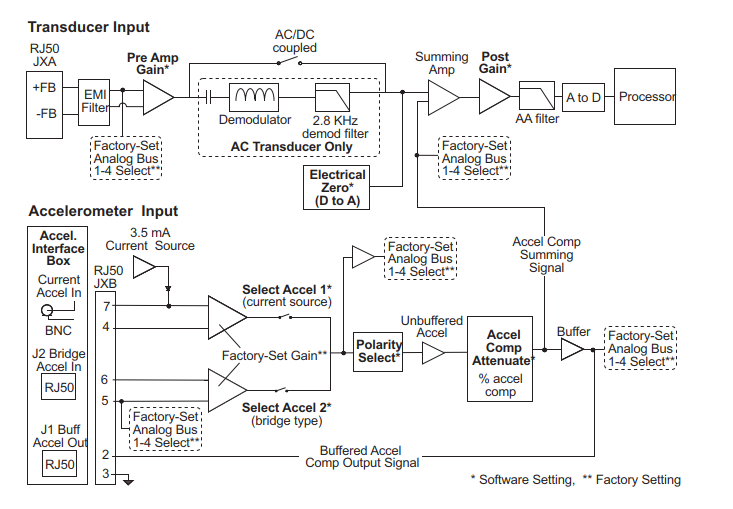 Transducer Input
RJ50
JXA
+FB
-FB
EMI
Filter
Pre Amp
Gain*
AC/DC
coupled
Demodulator
2.8 KHz
demod filter
AC Transducer Only
Summing
Amp
Post
Gain*
AA filter
A to D
Processor
Factory-Set
Analog Bus
1-4 Select**
Electrical
Zero*
(D to A)
Factory-Set
Analog Bus
1-4 Select**
Accelerometer Input
Accel.
Interface
Box
Current
Accel In
BNC
J2 Bridge
Accel In
RJ50
J1 Buff
Accel Out
RJ50
3.5 mA
Current Source
RJ50
JXB
7
4
6
5
2
3
Select Accel 1*
(current source)
Factory-Set Gain**
Select Accel 2*
(bridge type)
Factory-Set
Analog Bus
1-4 Select**
Factory-Set
Analog Bus
1-4 Select**
Polarity
Select*
Unbuffered
Accel
Accel
Comp
Attenuate*
% accel
comp
Accel Comp
Summing
Signal
Buffer
Factory-Set
Analog Bus
1-4 Select**
Buffered Accel
Comp Output Signal
* Software Setting, ** Factory Setting